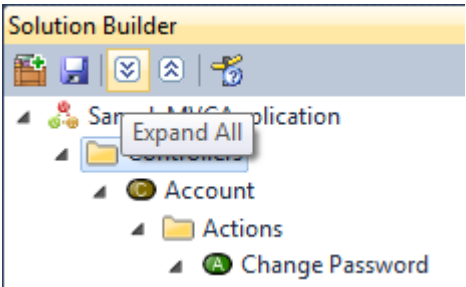 Solution Builder
Expand All
Account
C
Actions
A
Change Password